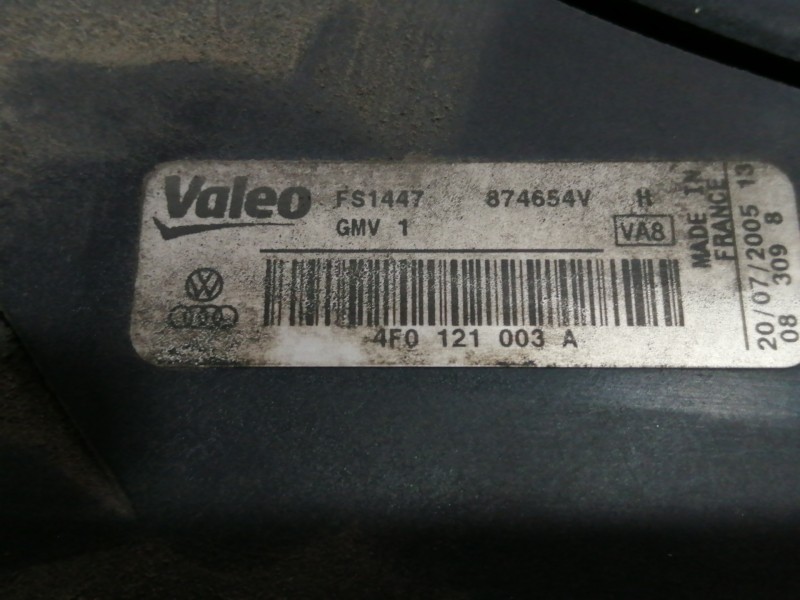 Valeo FS1447 874654V H
GMV 1 VA8
4F0 121 003 A
MADE IN
FRANCE
20/07/2005 13
08 309 8